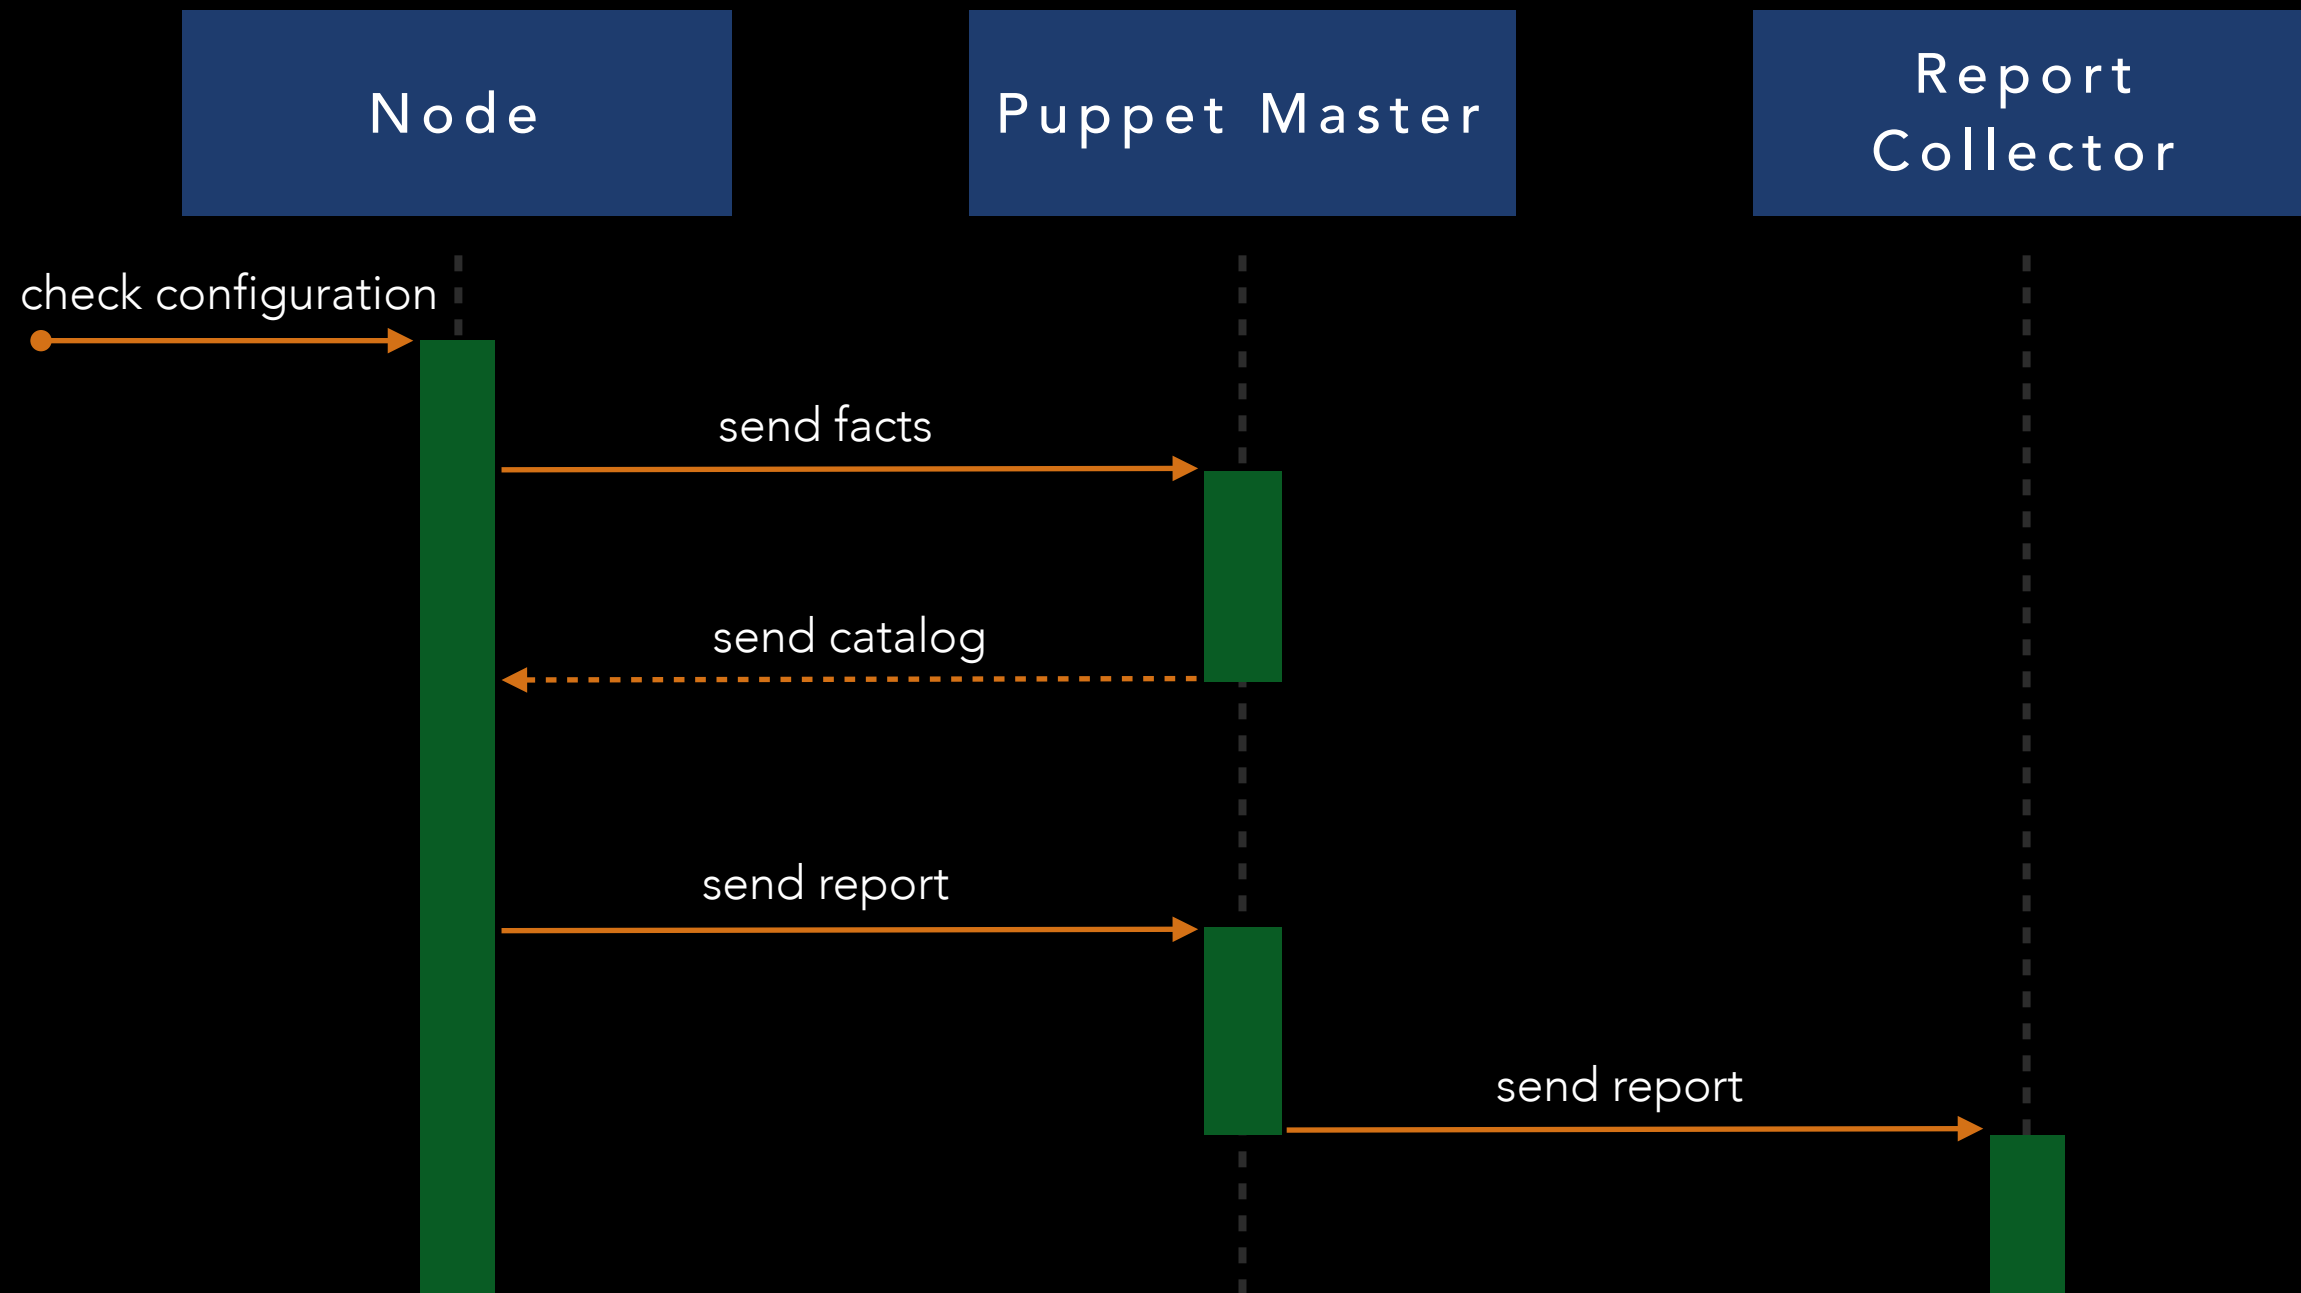 Node
Puppet Master
Report
Collector
check configuration
send facts
send catalog
send report
send report